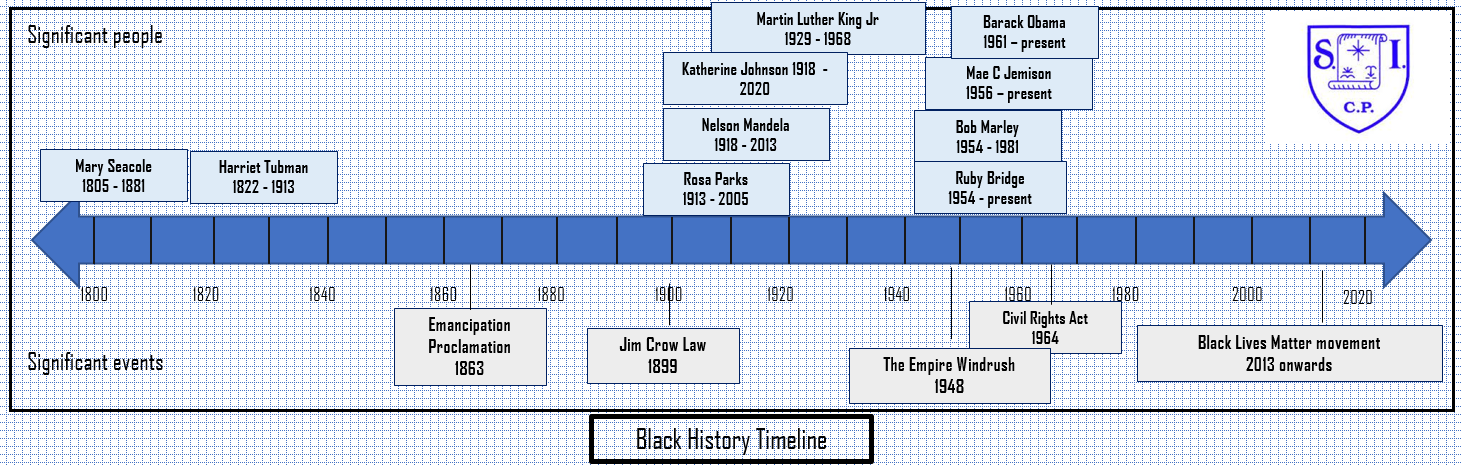 Significant people
Martin Luther King Jr
1929 - 1968
Barack Obama
1961 – present
Katherine Johnson 1918 -
2020
Mae C Jemison
1956 – present
Nelson Mandela
1918 - 2013
Bob Marley
1954 - 1981
Mary Seacole
1805 - 1881
Harriet Tubman
1822 - 1913
Rosa Parks
1913 - 2005
Ruby Bridge
1954 - present
S. I.
C.P.
1800 1820 1840 1860 1880 1900 1920 1940 1960 1980 2000 2020
Significant events
Emancipation
Proclamation
1863
Jim Crow Law
1899
The Empire Windrush
1948
Civil Rights Act
1964
Black Lives Matter movement
2013 onwards
Black History Timeline